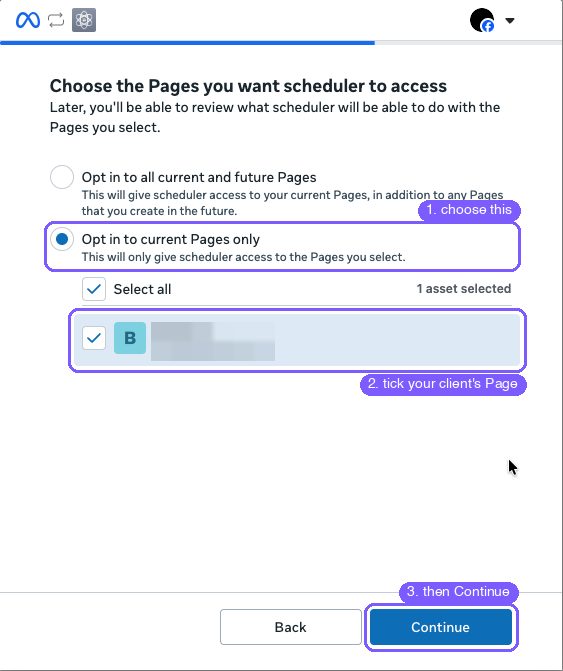 Choose the Pages you want scheduler to access
Later, you'll be able to review what scheduler will be able to do with the
Pages you select.
Opt in to all current and future Pages
This will give scheduler access to your current Pages, in addition to any Pages
that you create in the future.
1. choose this
Opt in to current Pages only
This will only give scheduler access to the Pages you select.
Select all
1 asset selected
B
2. tick your client's Page
3. then Continue
Back
Continue